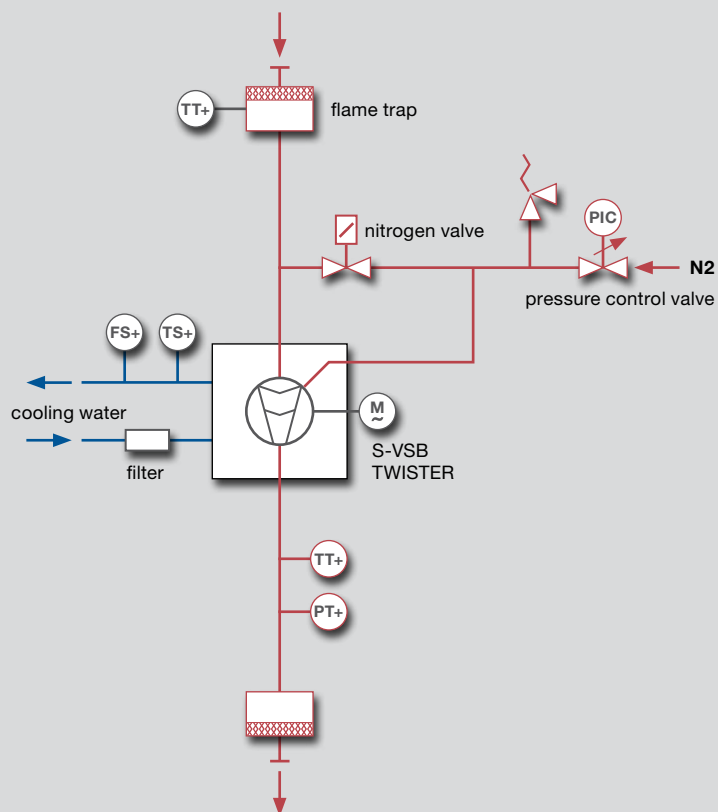 TT+
flame trap
PIC
nitrogen valve
N2
pressure control valve
FS+
TS+
cooling water
M
~
S-VSB
TWISTER
filter
TT+
PT+